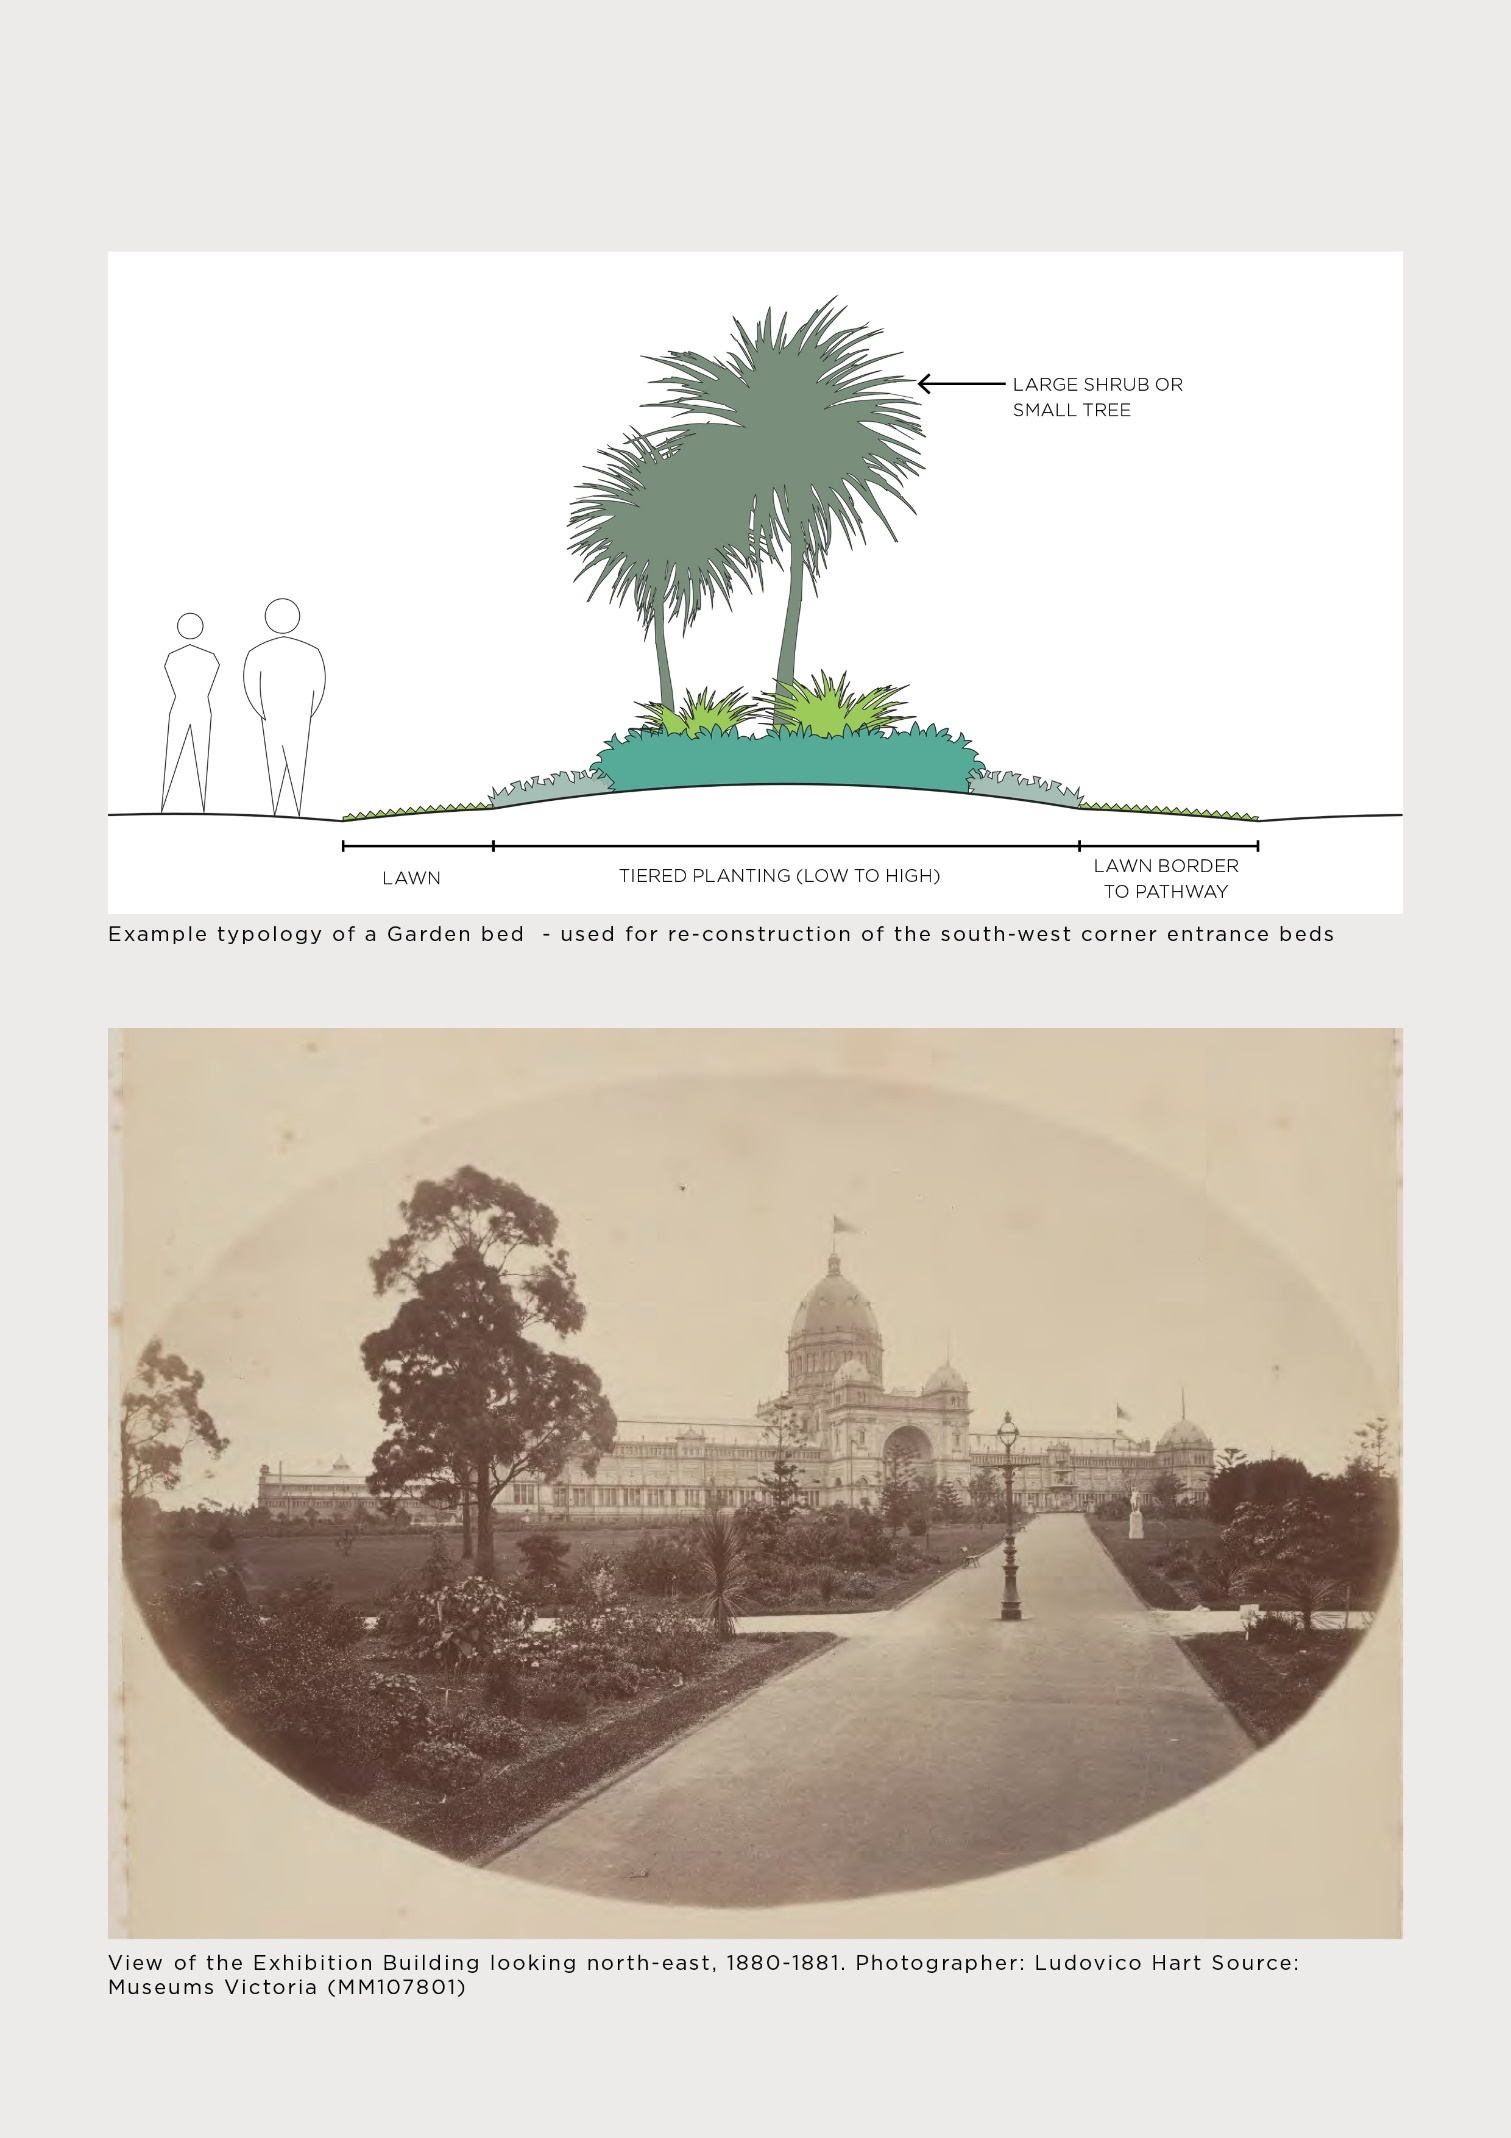 LARGE SHRUB OR
SMALL TREE
LAWN
TIERED PLANTING (LOW TO HIGH)
LAWN BORDER
TO PATHWAY
Example typology of a Garden bed - used for re-construction of the south-west corner entrance beds
View of the Exhibition Building looking north-east, 1880-1881. Photographer: Ludovico Hart Source:
Museums Victoria (MM107801)